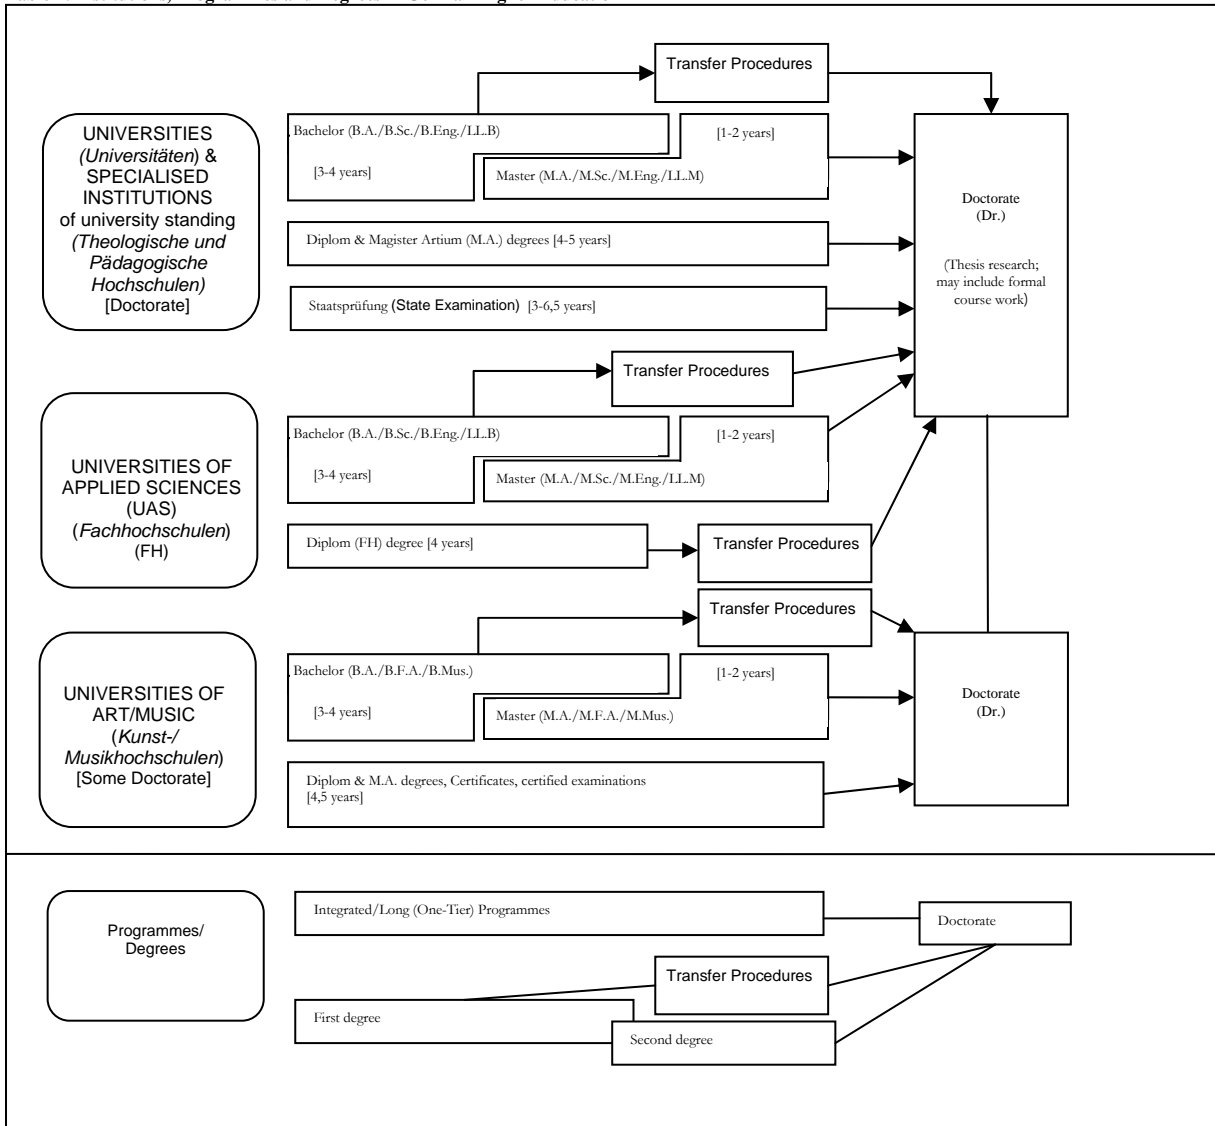 Transfer Procedures
UNIVERSITIES
(Universitäten) &
SPECIALISED
INSTITUTIONS
of university standing
(Theologische und
Pädagogische
Hochschulen)
[Doctorate]
Bachelor (B.A./B.Sc./B.Eng./LL.B)
[3-4 years]
[1-2 years]
Master (M.A./M.Sc./M.Eng./LL.M)
Diplom & Magister Artium (M.A.) degrees [4-5 years]
Staatsprüfung (State Examination) [3-6,5 years]
Doctorate
(Dr.)
(Thesis research;
may include formal
course work)
Transfer Procedures
UNIVERSITIES OF
APPLIED SCIENCES
(UAS)
(Fachhochschulen)
(FH)
Bachelor (B.A./B.Sc./B.Eng./LL.B)
[3-4 years]
[1-2 years]
Master (M.A./M.Sc./M.Eng./LL.M)
Diplom (FH) degree [4 years]
Transfer Procedures
Transfer Procedures
UNIVERSITIES OF
ART/MUSIC
(Kunst-/
Musikhochschulen)
[Some Doctorate]
Bachelor (B.A./B.F.A./B.Mus.)
[3-4 years]
[1-2 years]
Master (M.A./M.F.A./M.Mus.)
Diplom & M.A. degrees, Certificates, certified examinations
[4,5 years]
Doctorate
(Dr.)
Programmes/
Degrees
Integrated/Long (One-Tier) Programmes
Doctorate
Transfer Procedures
First degree
Second degree